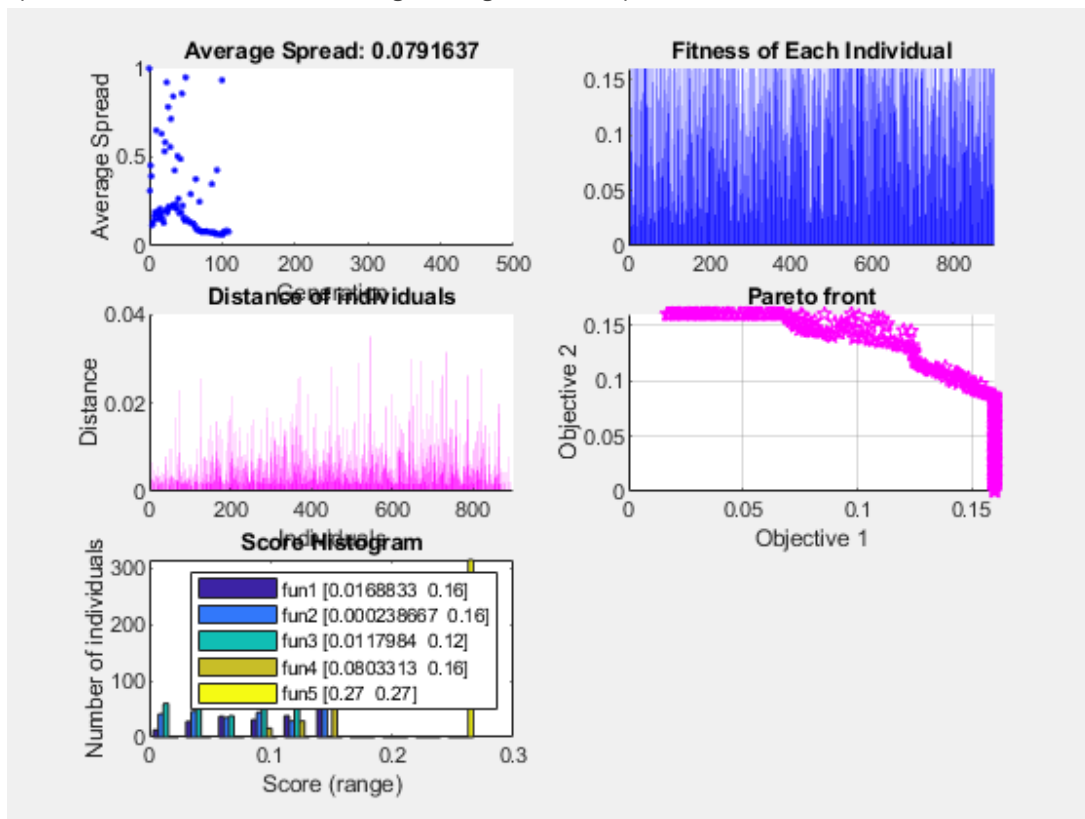 Average Spread: 0.0791637
Average Spread
1
0.5
0
0 100 200 300 400 500
Generation
Fitness of Each Individual
0.15
0.1
0.05
0
0 200 400 600 800
Distance of individuals
Distance
0.04
0.02
0
0 200 400 600 800
Individuals
Pareto front
Objective 2
0.15
0.1
0.05
0
0 0.05 0.1 0.15
Objective 1
Score Histogram
Number of individuals
300
200
100
0
fun1 [0.0168833 0.16]
fun2 [0.000238667 0.16]
fun3 [0.0117984 0.12]
fun4 [0.0803313 0.16]
fun5 [0.27 0.27]
0 0.1 0.2 0.3
Score (range)